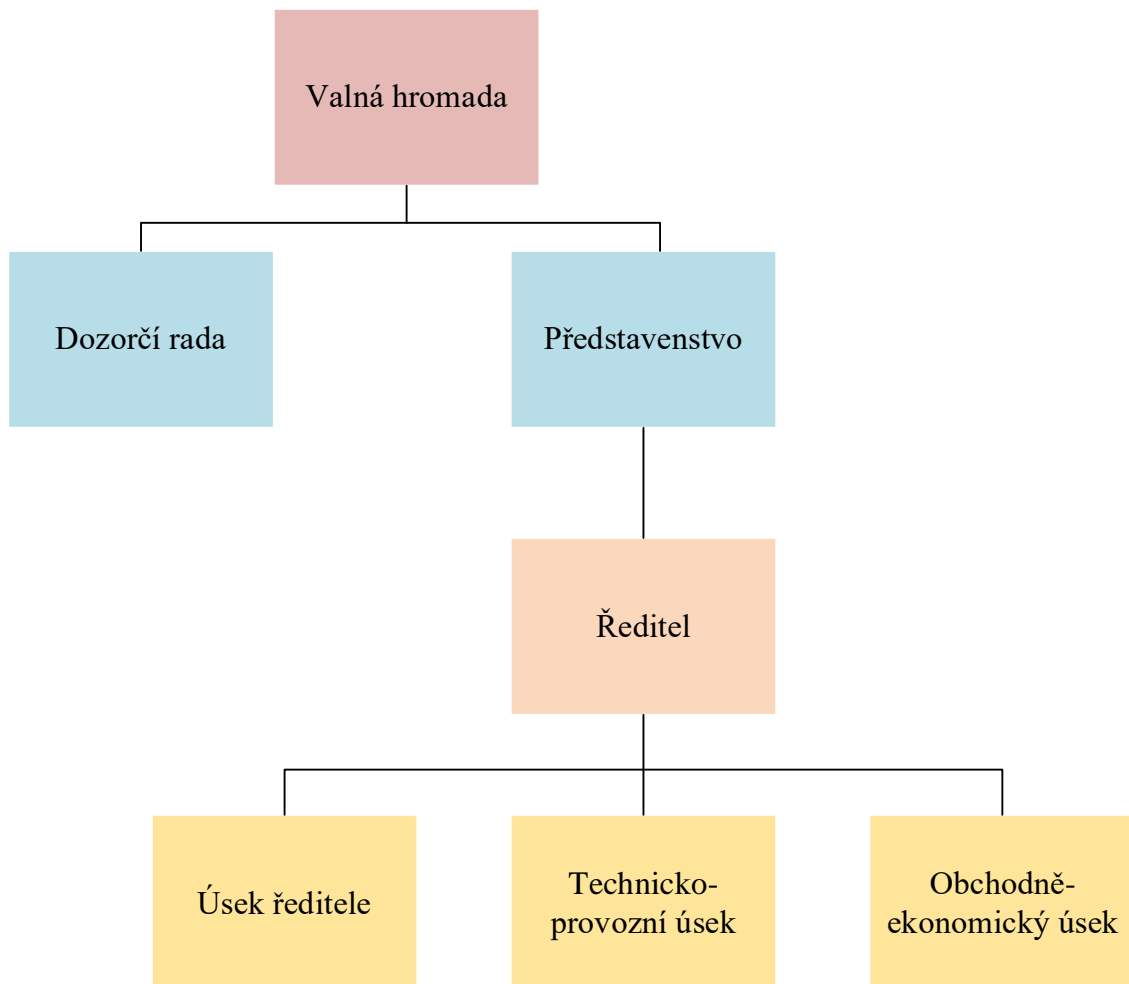 Valná hromada
Dozorčí rada
Představenstvo
Ředitel
Úsek ředitele
Technicko-
provozní úsek
Obchodně-
ekonomický úsek